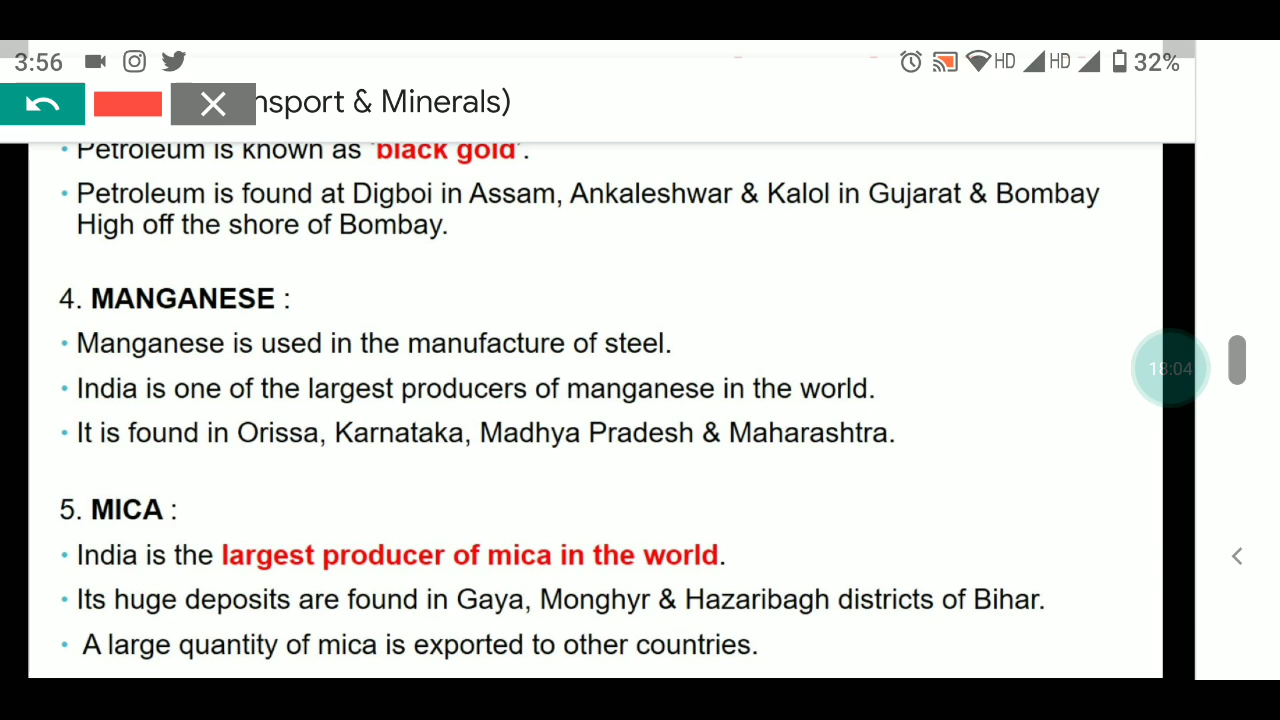 3:56 HD HD 32%
nsport & Minerals)
• Petroleum is known as 'black gold'.
• Petroleum is found at Digboi in Assam, Ankaleshwar & Kalol in Gujarat & Bombay
High off the shore of Bombay.
4. MANGANESE :
• Manganese is used in the manufacture of steel.
18:04
• India is one of the largest producers of manganese in the world.
• It is found in Orissa, Karnataka, Madhya Pradesh & Maharashtra.
5. MICA :
• India is the largest producer of mica in the world.
• Its huge deposits are found in Gaya, Monghyr & Hazaribagh districts of Bihar.
• A large quantity of mica is exported to other countries.